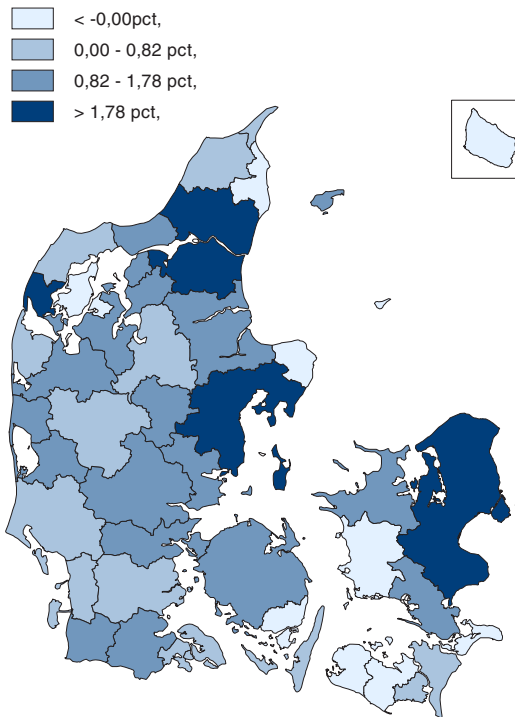 < -0,00pct,
0,00 - 0,82 pct,
0,82 - 1,78 pct,
> 1,78 pct,